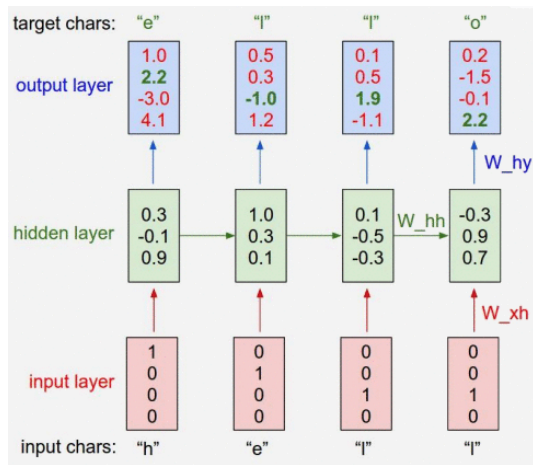 target chars: “e” “l” “l” “o”
1.0 0.5 0.1 0.2
2.2 0.3 0.5 -1.5
output layer
-3.0 -1.0 1.9 -0.1
4.1 1.2 -1.1 2.2
W_hy
0.3 1.0 0.1 -0.3
W_hh
hidden layer -0.1 0.3 -0.5 0.9
0.9 0.1 -0.3 0.7
W_xh
1 0 0 0
0 1 0 0
input layer
0 0 1 1
0 0 0 0
input chars: “h” “e” “l” “l”